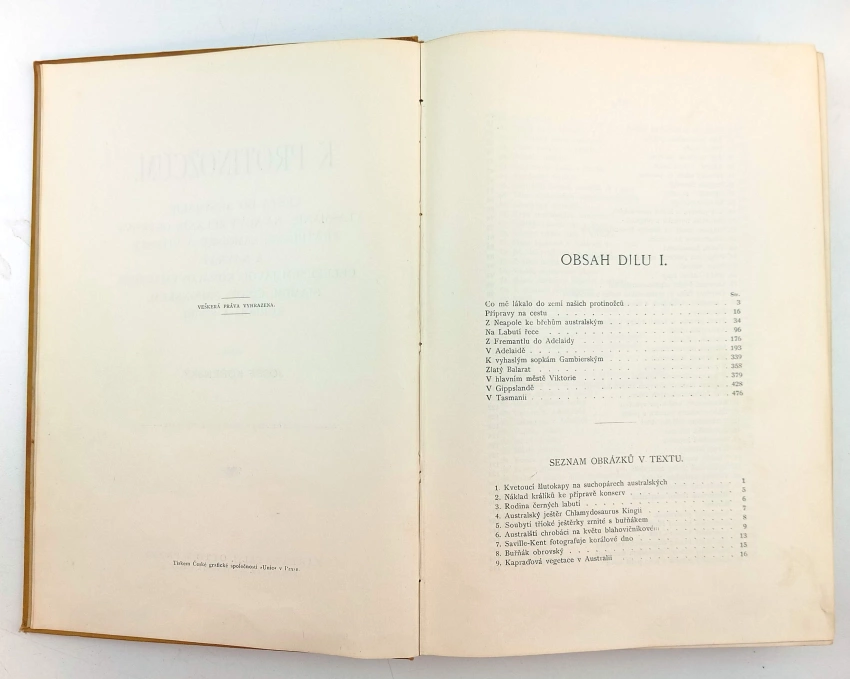 VEŠKERÁ PRÁVA VYHRAZENA.
Tiskem České grafické společnosti »Unie« v Praze
OBSAH DÍLU I.
Str.
Co mě lákalo do zemí našich protinožců . . . . . . . . . . 3
Přípravy na cestu . . . . . . . . . . 16
Z Neapole ke břehům australským . . . . . . . . . . 34
Na Labutí řece . . . . . . . . . . 96
Z Fremantlu do Adelaidy . . . . . . . . . . 176
V Adelaidě . . . . . . . . . . 193
K vyhaslým sopkám Gambierským . . . . . . . . . . 339
Zlatý Balarat . . . . . . . . . . 358
V hlavním městě Viktorie . . . . . . . . . . 379
V Gippslandě . . . . . . . . . . 428
V Tasmanii . . . . . . . . . . 476
SEZNAM OBRÁZKŮ V TEXTU.
1. Kvetoucí žlutokapy na suchopárech australských . . . . . . . . . . 1
2. Náklad králíků ke přípravě konserv . . . . . . . . . . 5
3. Rodina černých labutí . . . . . . . . . . 6
4. Australský ještěr Chlamydosaurus Kingii . . . . . . . . . . 7
5. Souboytí ještěrky zrnité s buřňákem . . . . . . . . . . 8
6. Australští chrobáci na květu blahovičníkovém . . . . . . . . . . 9
7. Saville-Kent fotografuje korálové dno . . . . . . . . . . 13
8. Buřňák obrovský . . . . . . . . . . 15
9. Kapraďová vegetace v Australii . . . . . . . . . . 16